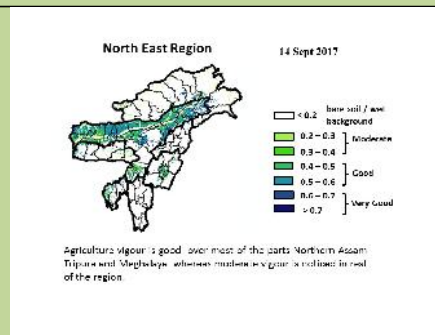 North East Region
14 Sept 2017
< 0.2 bare soil / wet background
0.2 – 0.3
Moderate
0.3 – 0.4
0.4 – 0.5
Good
0.5 – 0.6
0.6 – 0.7
Very Good
> 0.7
Agriculture vigour is good over most of the parts Northern Assam
Tripura and Meghalaya whereas moderate vigour is noticed in rest
of the region.